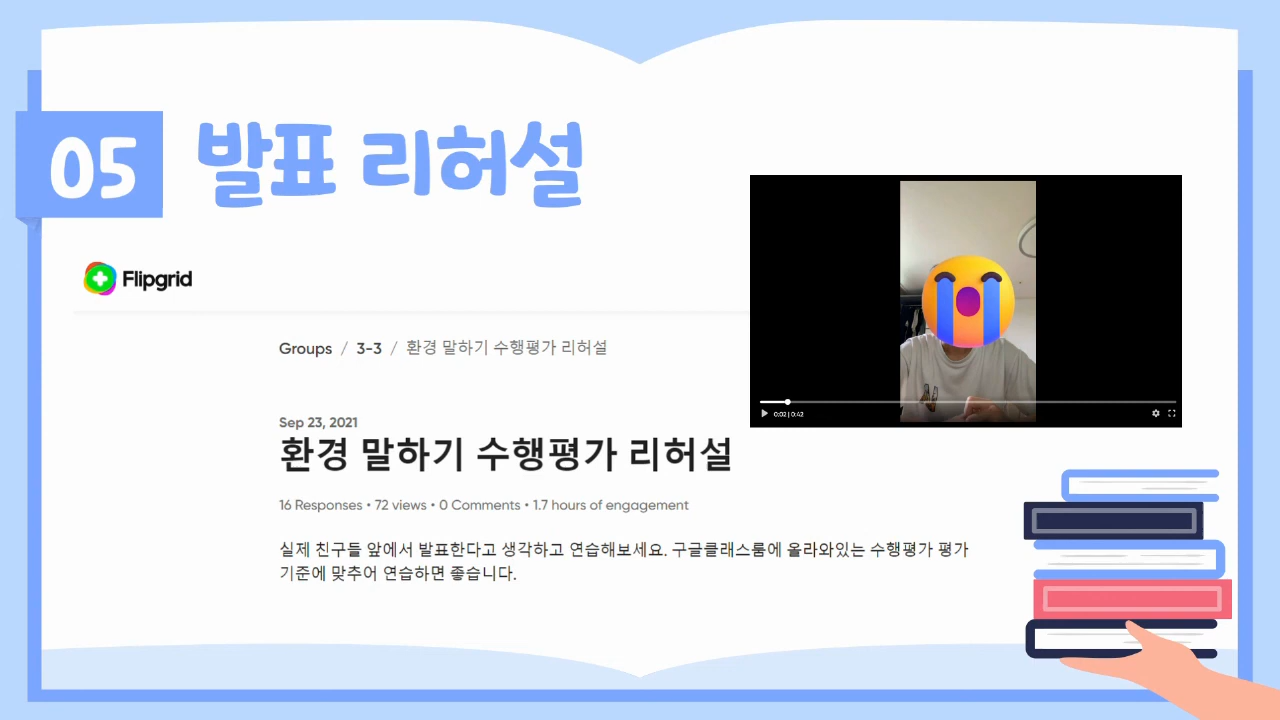 05 발표 리허설
Flipgrid
Groups / 3-3 / 환경 말하기 수행평가 리허설
Sep 23, 2021
환경 말하기 수행평가 리허설
16 Responses • 72 views • 0 Comments • 1.7 hours of engagement
실제 친구들 앞에서 발표한다고 생각하고 연습해보세요. 구글클래스룸에 올라와있는 수행평가 평가
기준에 맞추어 연습하면 좋습니다.
0:02 | 0:42